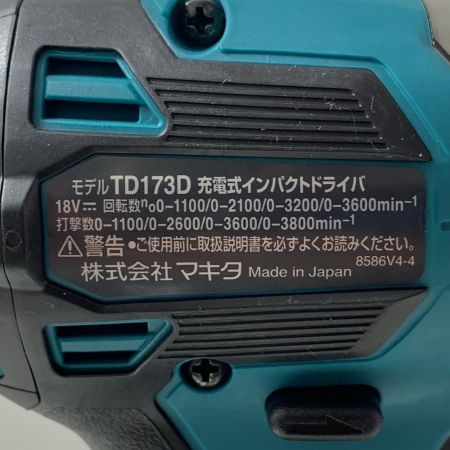 モデル TD173D 充電式インパクトドライバ
18V⎓ 回転数ⁿo0-1100/0-2100/0-3200/0-3600min⁻¹
打撃数0-1100/0-2600/0-3600/0-3800min⁻¹
⚠警告 •ご使用前に取扱説明書を必ずよくお読みください。
株式会社 マキタ Made in Japan 8586V4-4